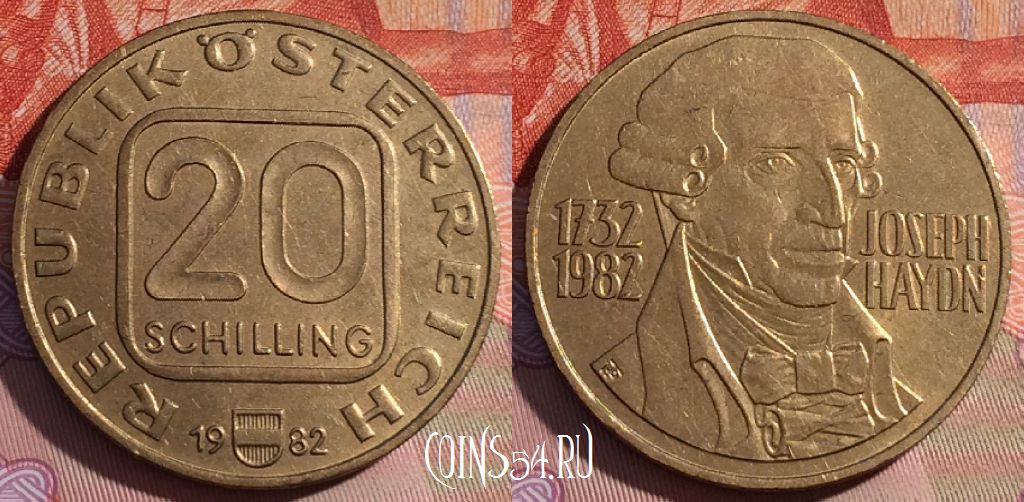 REPUBLIK ÖSTERREICH
20
SCHILLING
19 82
1732
1982
JOSEPH
HAYDN
COINS54.RU